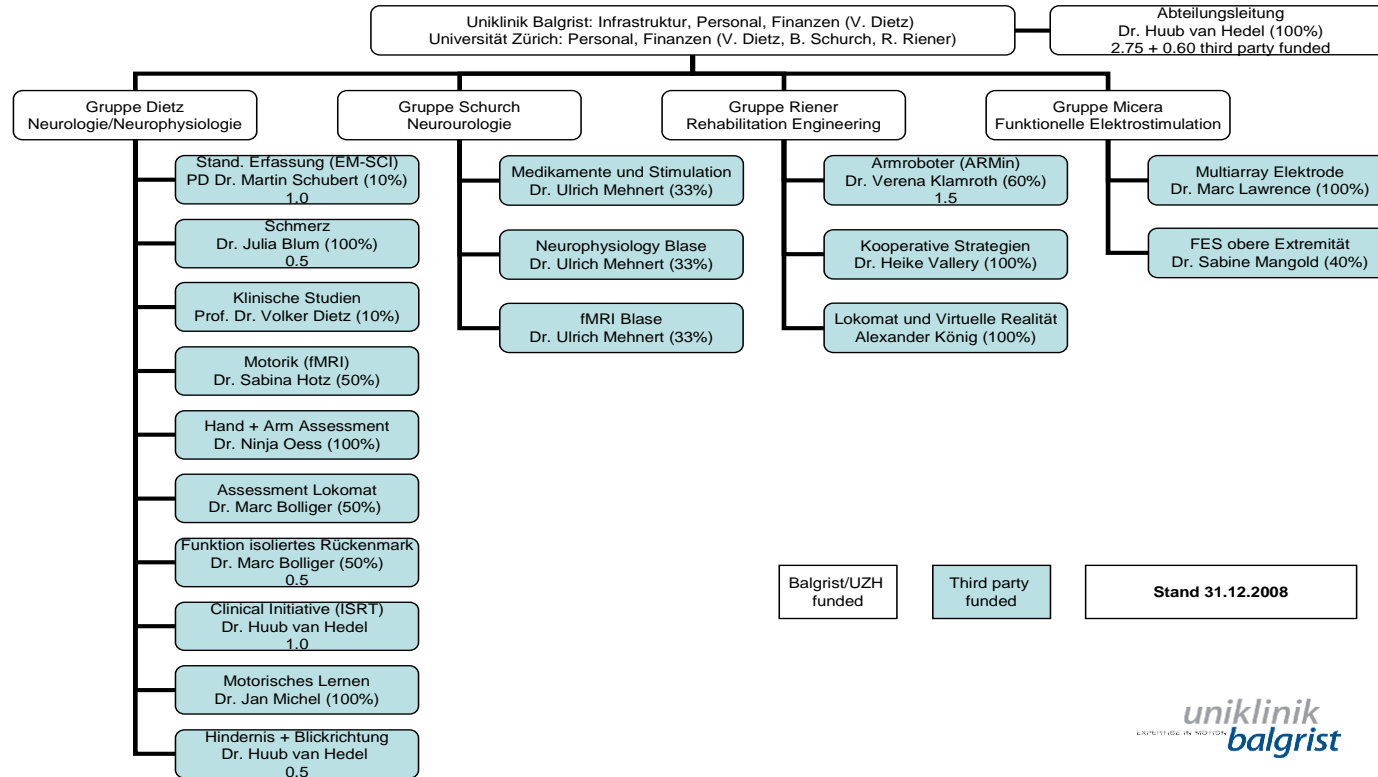 Uniklinik Balgrist: Infrastruktur, Personal, Finanzen (V. Dietz)
Universität Zürich: Personal, Finanzen (V. Dietz, B. Schurch, R. Riener)
Abteilungsleitung
Dr. Huub van Hedel (100%)
2.75 + 0.60 third party funded
Gruppe Dietz
Neurologie/Neurophysiologie
Stand. Erfassung (EM-SCI)
PD Dr. Martin Schubert (10%)
1.0
Schmerz
Dr. Julia Blum (100%)
0.5
Klinische Studien
Prof. Dr. Volker Dietz (10%)
Motorik (fMRI)
Dr. Sabina Hotz (50%)
Hand + Arm Assessment
Dr. Ninja Oess (100%)
Assessment Lokomat
Dr. Marc Bolliger (50%)
Funktion isoliertes Rückenmark
Dr. Marc Bolliger (50%)
0.5
Clinical Initiative (ISRT)
Dr. Huub van Hedel
1.0
Motorisches Lernen
Dr. Jan Michel (100%)
Hindernis + Blickrichtung
Dr. Huub van Hedel
0.5
Gruppe Schurch
Neurourologie
Medikamente und Stimulation
Dr. Ulrich Mehnert (33%)
Neurophysiology Blase
Dr. Ulrich Mehnert (33%)
fMRI Blase
Dr. Ulrich Mehnert (33%)
Gruppe Riener
Rehabilitation Engineering
Armroboter (ARMin)
Dr. Verena Klamroth (60%)
1.5
Kooperative Strategien
Dr. Heike Vallery (100%)
Lokomat und Virtuelle Realität
Alexander König (100%)
Gruppe Micera
Funktionelle Elektrostimulation
Multiarray Elektrode
Dr. Marc Lawrence (100%)
FES obere Extremität
Dr. Sabine Mangold (40%)
Balgrist/UZH
funded
Third party
funded
Stand 31.12.2008
uniklinik
EXPERTISE IN MOTION balgrist